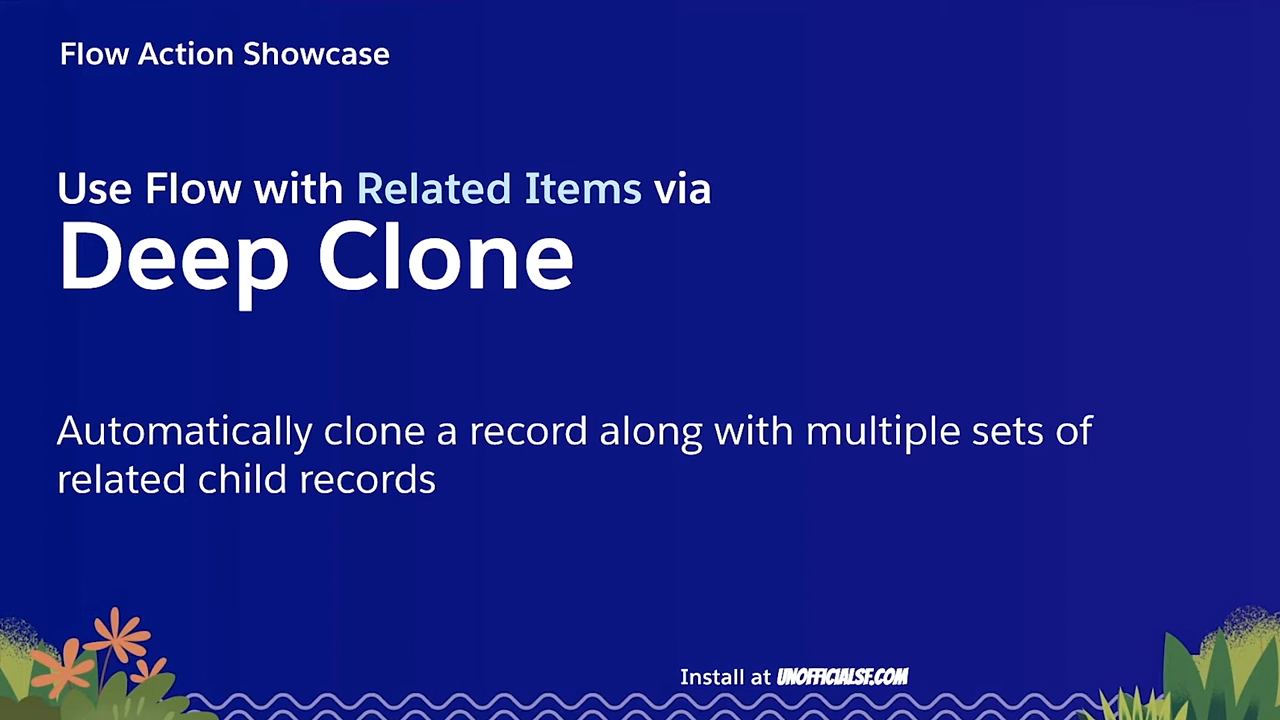 Flow Action Showcase
Use Flow with Related Items via
Deep Clone
Automatically clone a record along with multiple sets of
related child records
Install at UNOFFICIALSF.COM